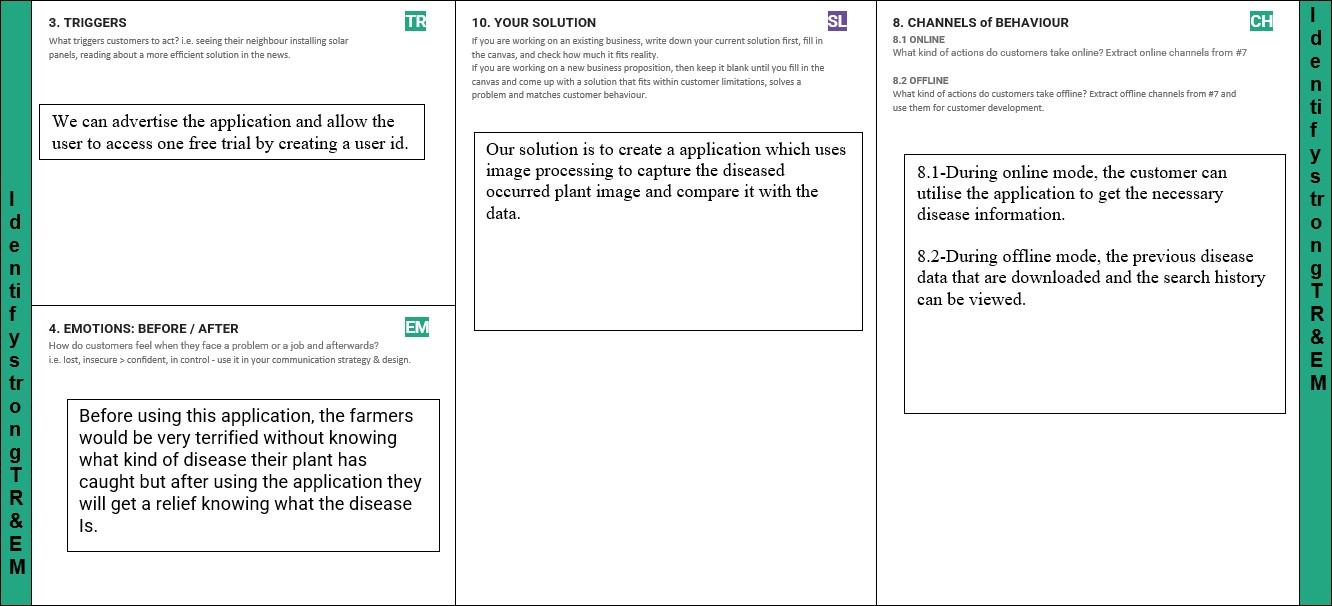 Identify strong TR & EM
3. TRIGGERS
TR
What triggers customers to act? i.e. seeing their neighbour installing solar
panels, reading about a more efficient solution in the news.
We can advertise the application and allow the
user to access one free trial by creating a user id.
4. EMOTIONS: BEFORE / AFTER
EM
How do customers feel when they face a problem or a job and afterwards?
i.e. lost, insecure > confident, in control - use it in your communication strategy & design.
Before using this application, the farmers
would be very terrified without knowing
what kind of disease their plant has
caught but after using the application they
will get a relief knowing what the disease
Is.
10. YOUR SOLUTION
SL
If you are working on an existing business, write down your current solution first, fill in
the canvas, and check how much it fits reality.
If you are working on a new business proposition, then keep it blank until you fill in the
canvas and come up with a solution that fits within customer limitations, solves a
problem and matches customer behaviour.
Our solution is to create a application which uses
image processing to capture the diseased
occurred plant image and compare it with the
data.
8. CHANNELS of BEHAVIOUR
CH
8.1 ONLINE
What kind of actions do customers take online? Extract online channels from #7
8.2 OFFLINE
What kind of actions do customers take offline? Extract offline channels from #7 and
use them for customer development.
8.1-During online mode, the customer can
utilise the application to get the necessary
disease information.
8.2-During offline mode, the previous disease
data that are downloaded and the search history
can be viewed.
Identify strong TR & EM